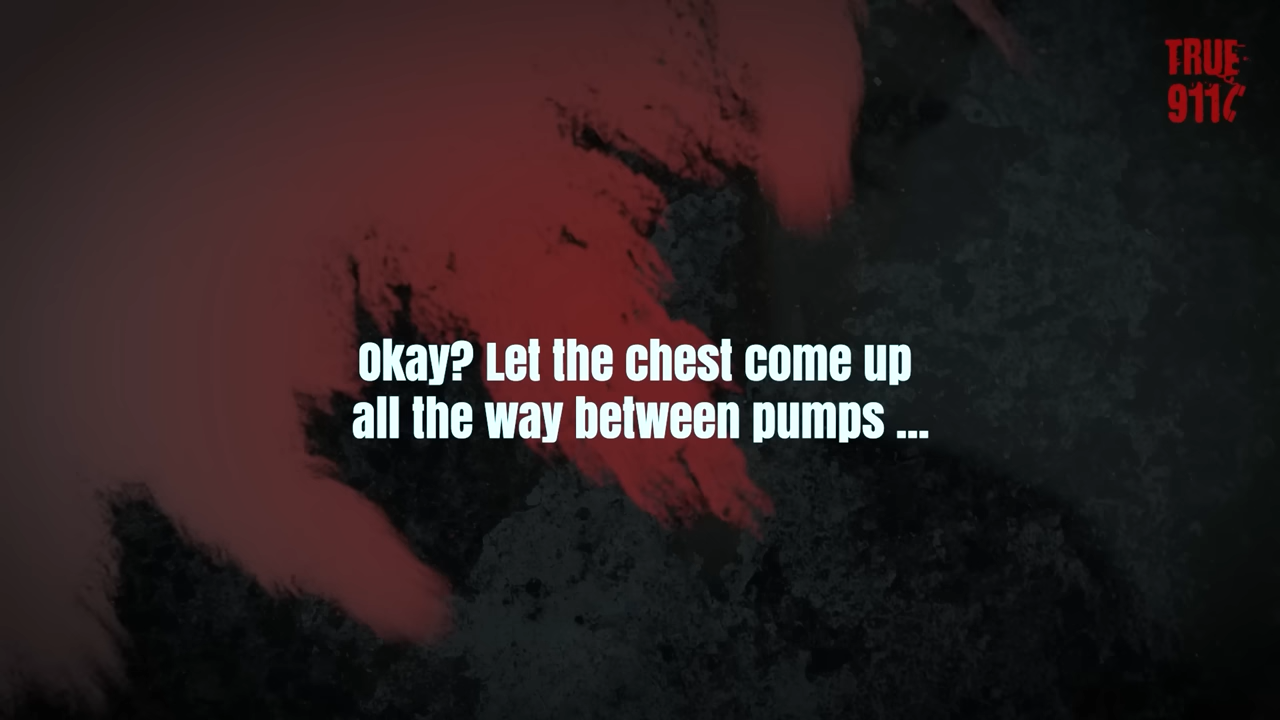 Okay? Let the chest come up
all the way between pumps ...
TRUE
911